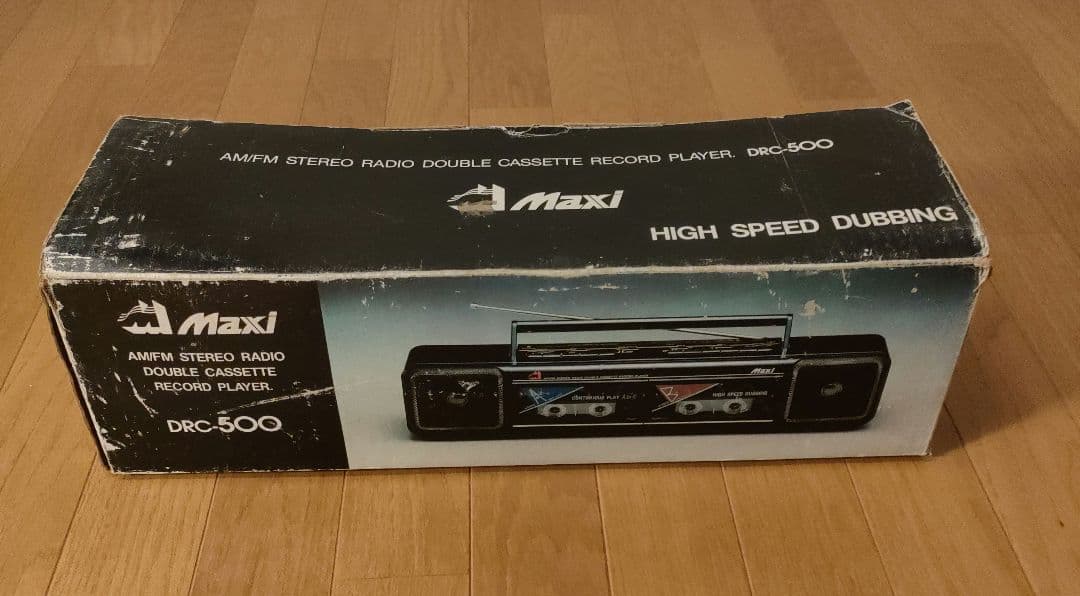 AM/FM STEREO RADIO DOUBLE CASSETTE RECORD PLAYER. DRC-500
Maxi
HIGH SPEED DUBBING
Maxi
AM/FM STEREO RADIO
DOUBLE CASSETTE
RECORD PLAYER.
DRC-500
Maxi
CONTINUOUS PLAY
HIGH SPEED DUBBING